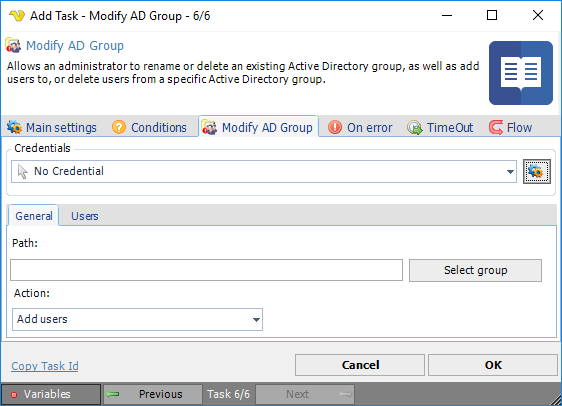 Add Task - Modify AD Group - 6/6
Modify AD Group
Allows an administrator to rename or delete an existing Active Directory group, as well as add
users to, or delete users from a specific Active Directory group.
Main settings Conditions Modify AD Group On error TimeOut Flow
Credentials
No Credential
General Users
Path:
Select group
Action:
Add users
Copy Task Id Cancel OK
Variables Previous Task 6/6 Next